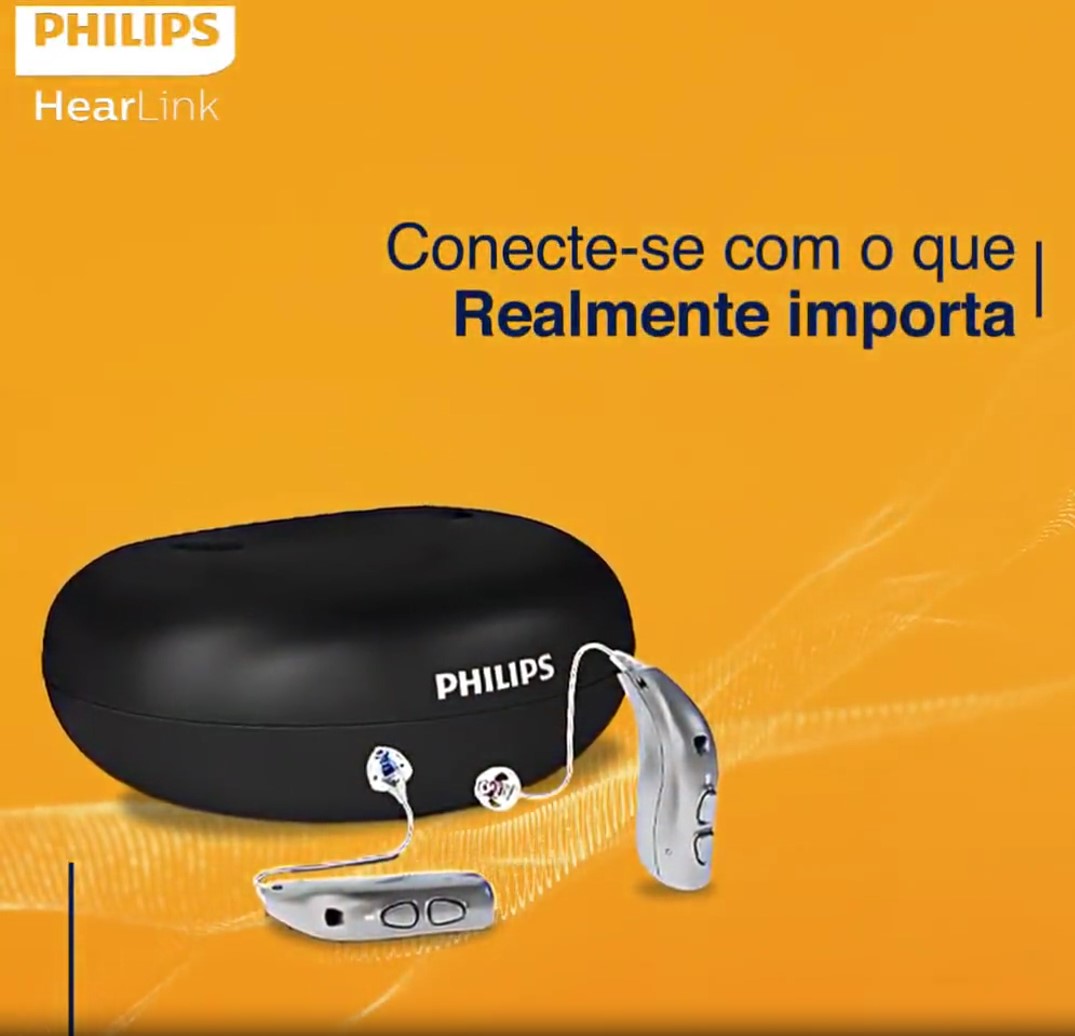 PHILIPS
HearLink
Conecte-se com o que
Realmente importa
PHILIPS